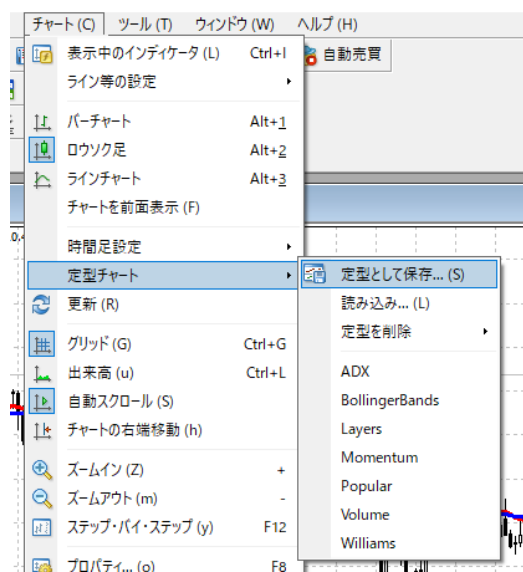 チャート (C) ツール (T) ウィンドウ (W) ヘルプ (H)
表示中のインディケータ (L) Ctrl+I
自動売買
ライン等の設定
バーチャート Alt+1
ロウソク足 Alt+2
ラインチャート Alt+3
チャートを前面表示 (F)
時間足設定
定型チャート
定型として保存... (S)
更新 (R)
読み込み... (L)
定型を削除
グリッド (G) Ctrl+G
出来高 (u) Ctrl+L
ADX
自動スクロール (S)
BollingerBands
チャートの右端移動 (h)
Layers
Momentum
ズームイン (Z) +
Popular
ズームアウト (m) -
Volume
ステップ・バイ・ステップ (y) F12
Williams
プロパティ... (o) F8